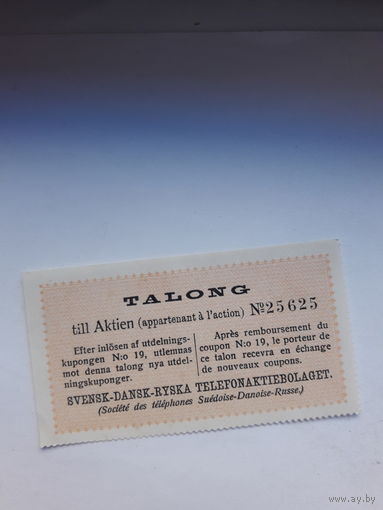 TALONG
till Aktien (appartenant à l'action) No 25625
Efter inlösen af utdelnings-
kupongen N:o 19, utlemnas
mot denna talong nya utdel-
ningskuponger.
Après remboursement du
coupon N:o 19, le porteur de
ce talon recevra en échange
de nouveaux coupons.
SVENSK-DANSK-RYSKA TELEFONAKTIEBOLAGET.
(Société des téléphones Suédoise-Danoise-Russe.)
https://www.ay.by